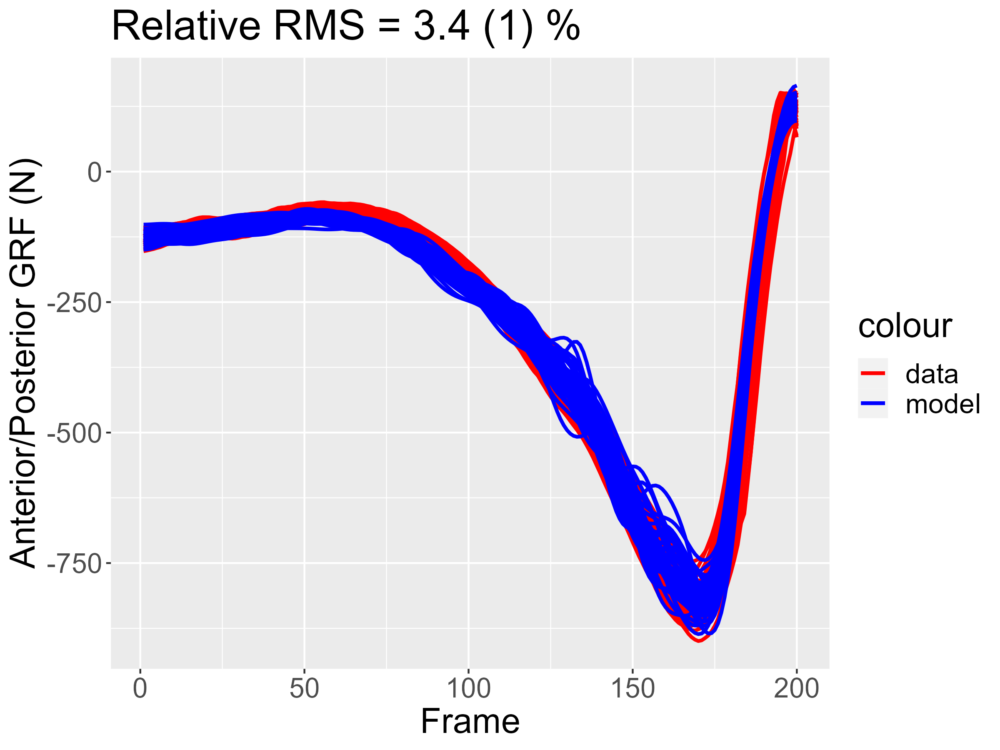 Relative RMS = 3.4 (1) %
Anterior/Posterior GRF (N)
0
-250
-500
-750
0
50
100
150
200
Frame
colour
data
model